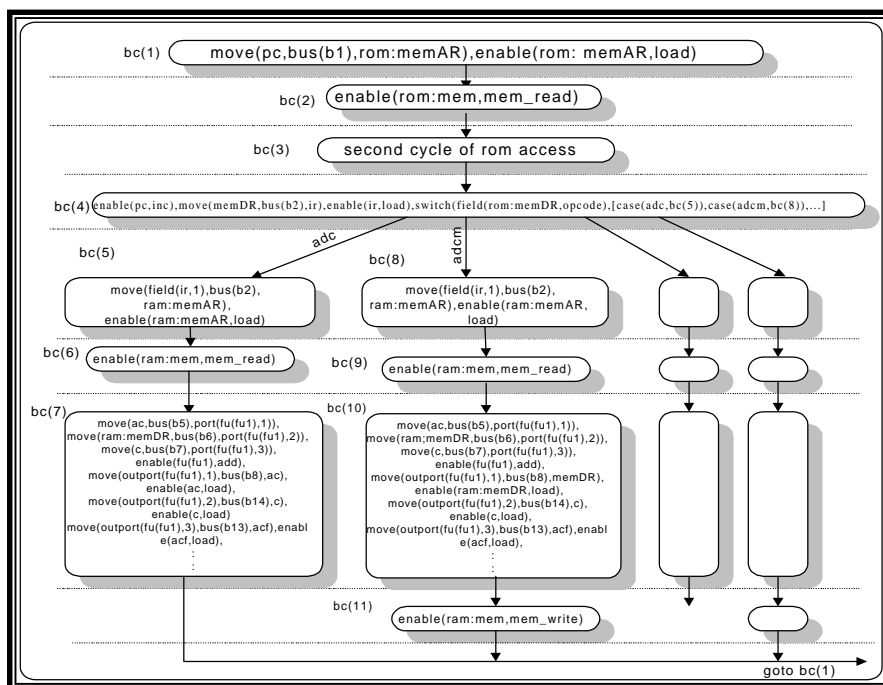 bc(1)
move(pc,bus(b1),rom:memAR),enable(rom: memAR,load)
bc(2)
enable(rom:mem,mem_read)
bc(3)
second cycle of rom access
bc(4)
enable(pc,inc),move(memDR,bus(b2),ir),enable(ir,load),switch(field(rom:memDR,opcode),[case(adc,bc(5)),case(adcm,bc(8)),...]
adc
adcm
bc(5)
move(field(ir,1),bus(b2),
ram:memAR),
enable(ram:memAR,load)
bc(8)
move(field(ir,1),bus(b2),
ram:memAR),enable(ram:memAR,
load)
bc(6)
enable(ram:mem,mem_read)
bc(9)
enable(ram:mem,mem_read)
bc(7)
move(ac,bus(b5),port(fu(fu1),1)),
move(ram:memDR,bus(b6),port(fu(fu1),2)),
move(c,bus(b7),port(fu(fu1),3)),
enable(fu(fu1),add),
move(outport(fu(fu1),1),bus(b8),ac),
enable(ac,load),
move(outport(fu(fu1),2),bus(b14),c),
enable(c,load)
move(outport(fu(fu1),3),bus(b13),acf),enabl
e(acf,load),
:
:
bc(10)
move(ac,bus(b5),port(fu(fu1),1)),
move(ram;memDR,bus(b6),port(fu(fu1),2)),
move(c,bus(b7),port(fu(fu1),3)),
enable(fu(fu1),add),
move(outport(fu(fu1),1),bus(b8),memDR),
enable(ram:memDR,load),
move(outport(fu(fu1),2),bus(b14),c),
enable(c,load),
move(outport(fu(fu1),3),bus(b13),acf),enabl
e(acf,load),
:
:
bc(11)
enable(ram:mem,mem_write)
goto bc(1)